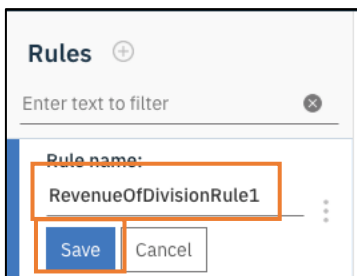 Rules
Enter text to filter
Rule name:
RevenueOfDivisionRule1
Save Cancel